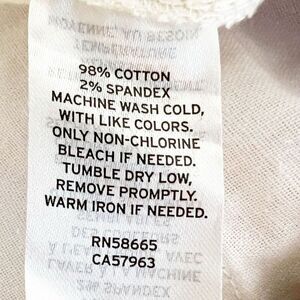 98% COTTON
2% SPANDEX
MACHINE WASH COLD,
WITH LIKE COLORS.
ONLY NON-CHLORINE
BLEACH IF NEEDED.
TUMBLE DRY LOW,
REMOVE PROMPTLY.
WARM IRON IF NEEDED.
RN58665
CA57963